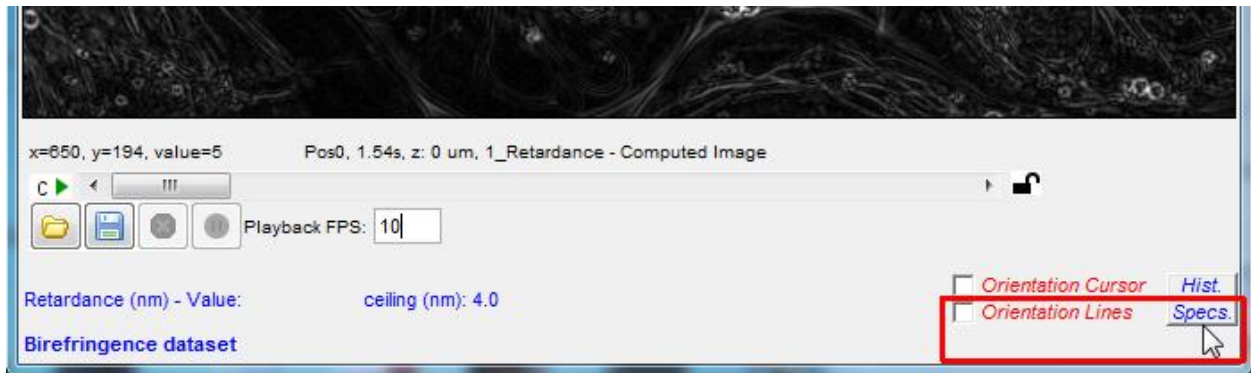 x=650, y=194, value=5 Pos0, 1.54s, z: 0 um, 1_Retardance - Computed Image
C
Playback FPS: 10
Orientation Cursor Hist.
Retardance (nm) - Value: ceiling (nm): 4.0
Orientation Lines Specs.
Birefringence dataset